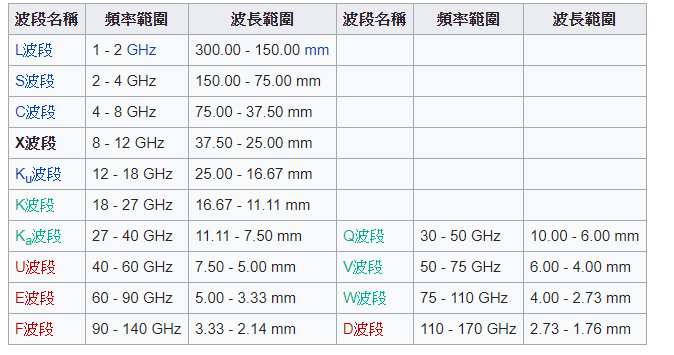 波段名稱 頻率範圍 波長範圍 波段名稱 頻率範圍 波長範圍
L波段 1 - 2 GHz 300.00 - 150.00 mm
S波段 2 - 4 GHz 150.00 - 75.00 mm
C波段 4 - 8 GHz 75.00 - 37.50 mm
X波段 8 - 12 GHz 37.50 - 25.00 mm
Ku波段 12 - 18 GHz 25.00 - 16.67 mm
K波段 18 - 27 GHz 16.67 - 11.11 mm
Ka波段 27 - 40 GHz 11.11 - 7.50 mm Q波段 30 - 50 GHz 10.00 - 6.00 mm
U波段 40 - 60 GHz 7.50 - 5.00 mm V波段 50 - 75 GHz 6.00 - 4.00 mm
E波段 60 - 90 GHz 5.00 - 3.33 mm W波段 75 - 110 GHz 4.00 - 2.73 mm
F波段 90 - 140 GHz 3.33 - 2.14 mm D波段 110 - 170 GHz 2.73 - 1.76 mm